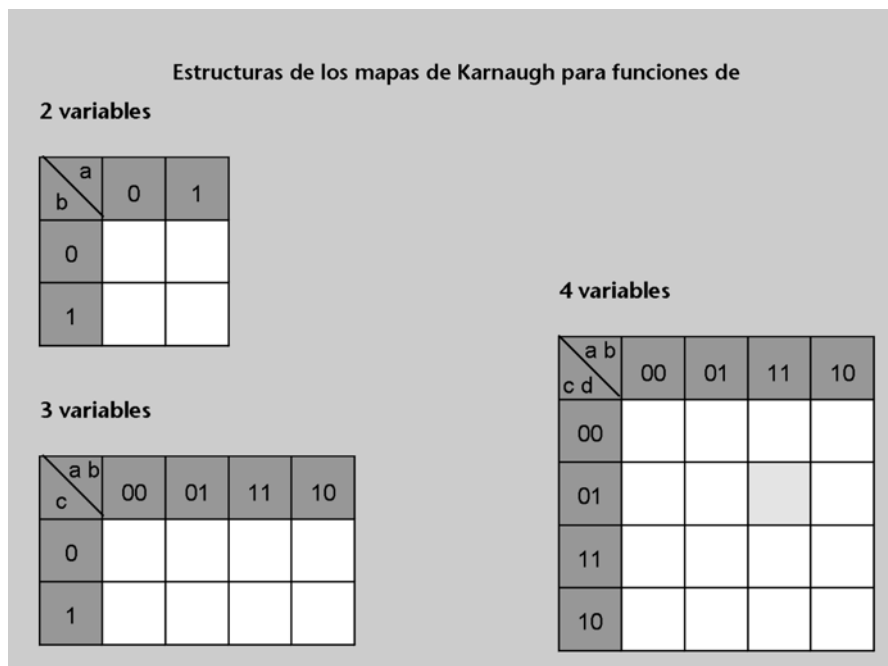 Estructuras de los mapas de Karnaugh para funciones de
2 variables
a
b
0 1
0
1
3 variables
a b
c
00 01 11 10
0
1
4 variables
a b
c d
00 01 11 10
00
01
11
10